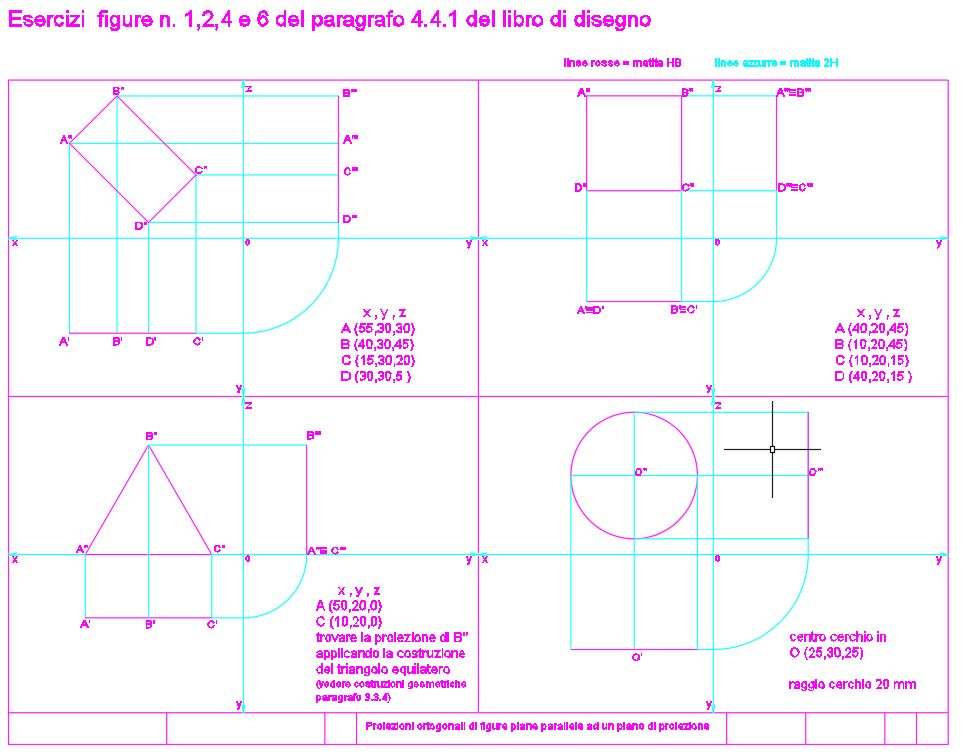 Esercizi figure n. 1,2,4 e 6 del paragrafo 4.4.1 del libro di disegno
linee rosse = matita HB linee azzurre = matita 2H
B" z B'''
A" A'''
C" C'''
D" D'''
x 0 y
A' B' D' C'
x , y , z
A (55,30,30)
B (40,30,45)
C (15,30,20)
D (30,30,5 )
y
A" B" z A'''≡B'''
D" C" D'''≡C'''
x 0 y
A'≡D' B'≡C'
x , y , z
A (40,20,45)
B (10,20,45)
C (10,20,15)
D (40,20,15 )
y
z
B" B'''
A" C" A'''≡ C'''
x 0 y
A' B' C'
x , y , z
A (50,20,0)
C (10,20,0)
trovare la proiezione di B"
applicando la costruzione
del triangolo equilatero
(vedere costruzioni geometriche
paragrafo 3.3.4)
y
z
O" O'''
x 0 y
O'
centro cerchio in
O (25,30,25)
raggio cerchio 20 mm
y
Proiezioni ortogonali di figure piane parallele ad un piano di proiezione